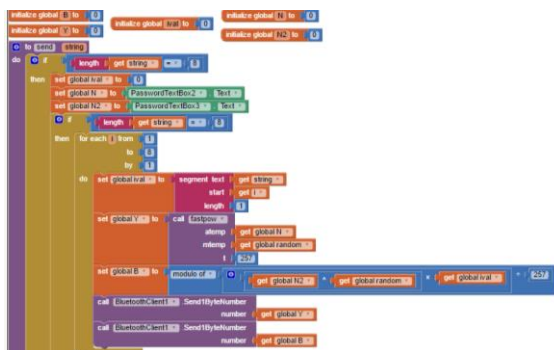 initialize global B to 0
initialize global ival to 0
initialize global N to 0
initialize global Y to 0
initialize global N2 to 0
to send string
do if length get string = 8
then set global ival to 0
set global N to PasswordTextBox2 . Text
set global N2 to PasswordTextBox3 . Text
if length get string = 8
then for each i from 1
to 8
by 1
do set global ival to segment text get string
start get i
length 1
set global Y to call fastpow
atemp get global N
mtemp get global random
t 257
set global B to modulo of get global N2 get global random × get global ival ÷ 257
call BluetoothClient1 .Send1ByteNumber
number get global Y
call BluetoothClient1 .Send1ByteNumber
number get global B